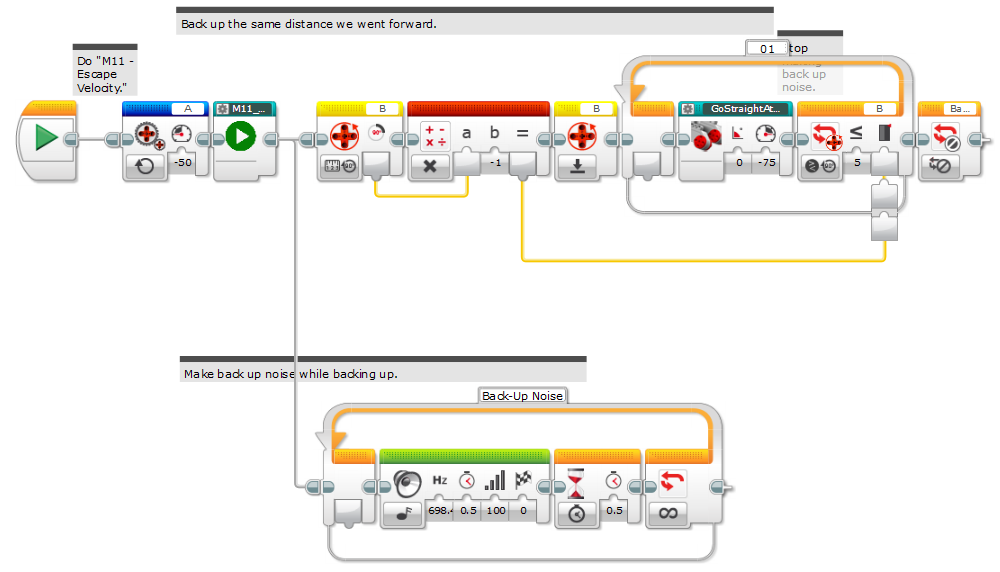 Back up the same distance we went forward.
01
top
back up
noise.
Do "M11 -
Escape
Velocity."
A
M11_...
B
B
GoStraightAt...
B
Ba...
90°
a b =
-50
-1
0 -75
5
Make back up noise while backing up.
Back-Up Noise
Hz
698.4 0.5 100 0
0.5